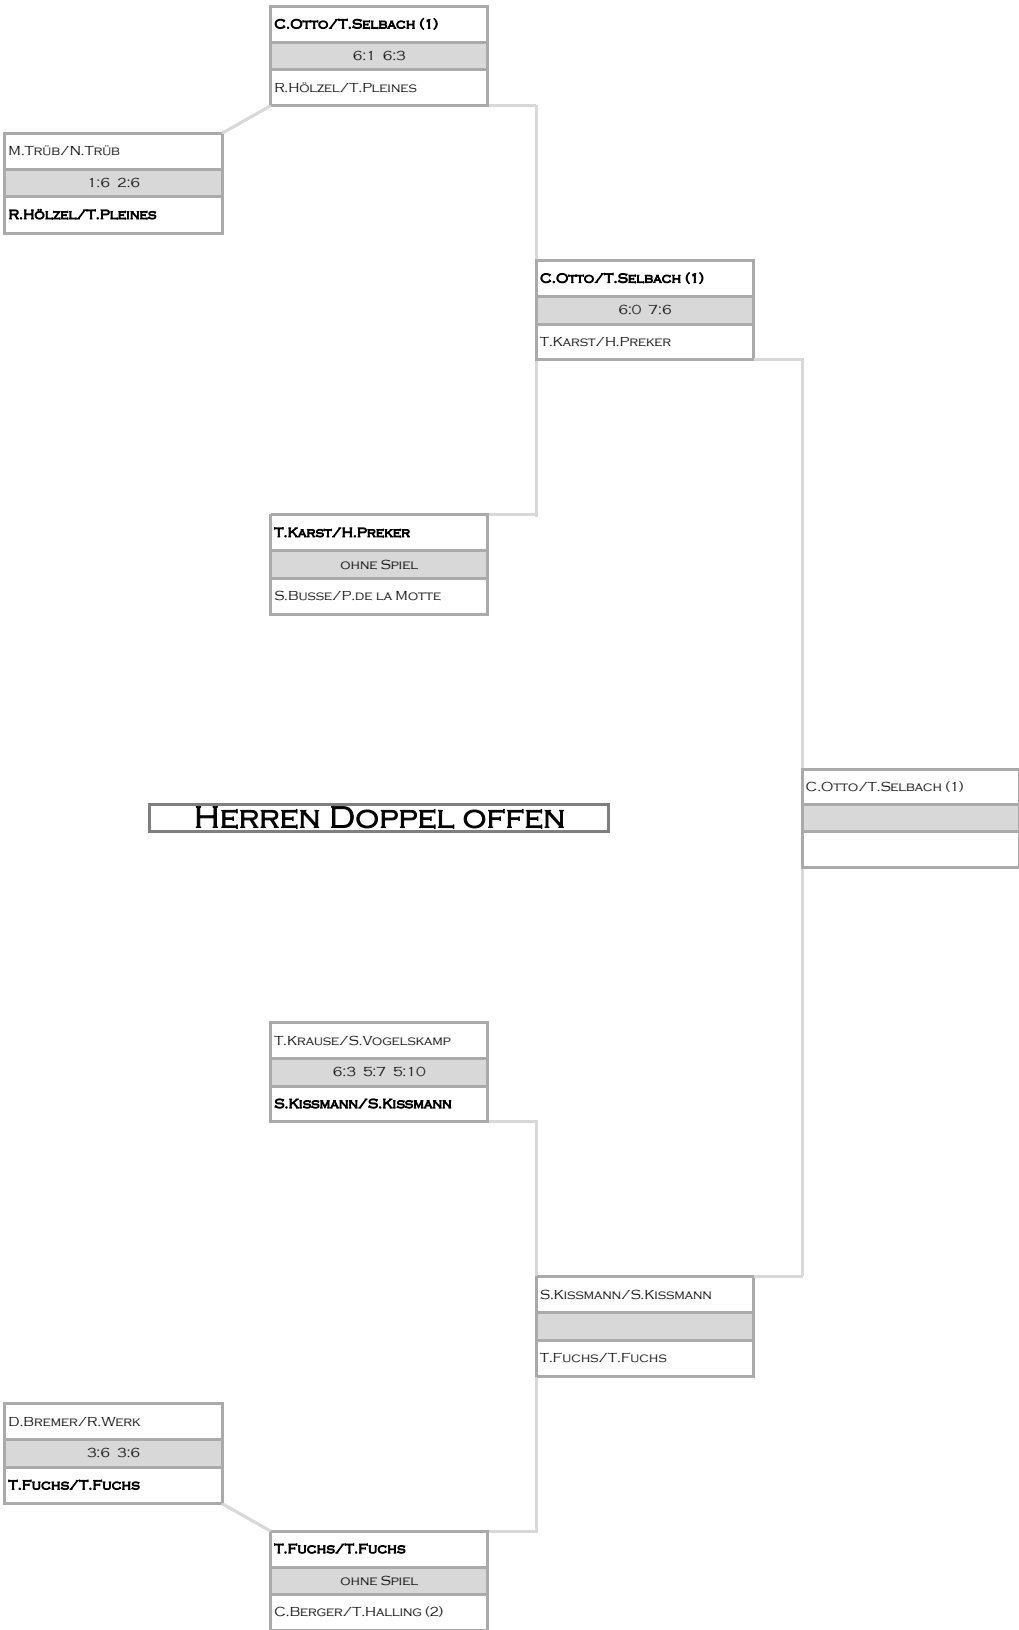 C.Otto/T.Selbach (1)
6:1 6:3
R.Hölzel/T.Pleines
M.Trüb/N.Trüb
1:6 2:6
R.Hölzel/T.Pleines
C.Otto/T.Selbach (1)
6:0 7:6
T.Karst/H.Preker
T.Karst/H.Preker
ohne Spiel
S.Busse/P.de la Motte
C.Otto/T.Selbach (1)
Herren Doppel offen
T.Krause/S.Vogelskamp
6:3 5:7 5:10
S.Kissmann/S.Kissmann
S.Kissmann/S.Kissmann
T.Fuchs/T.Fuchs
D.Bremer/R.Werk
3:6 3:6
T.Fuchs/T.Fuchs
T.Fuchs/T.Fuchs
ohne Spiel
C.Berger/T.Halling (2)